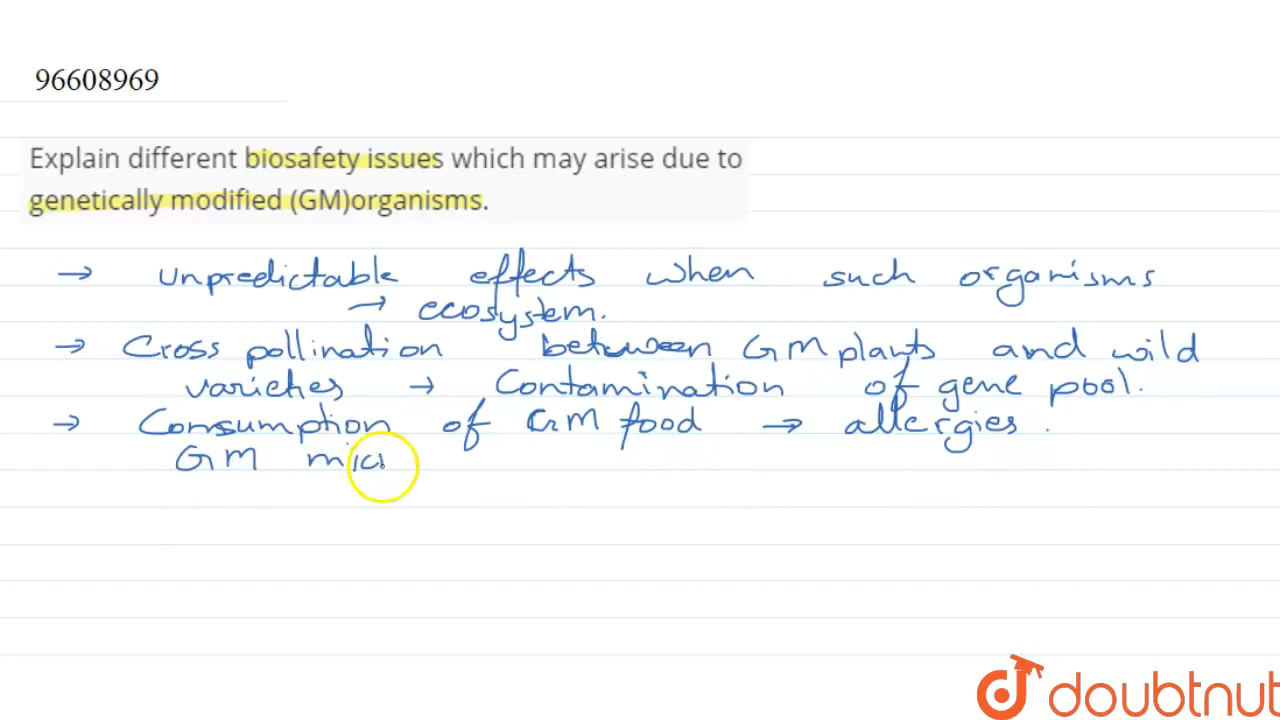 96608969
Explain different biosafety issues which may arise due to
genetically modified (GM)organisms.
→ unpredictable effects when such organisms
→ ecosystem.
→ Cross pollination between GM plants and wild
varieties → Contamination of gene pool.
→ Consumption of GM food → allergies.
GM mic
doubtnut